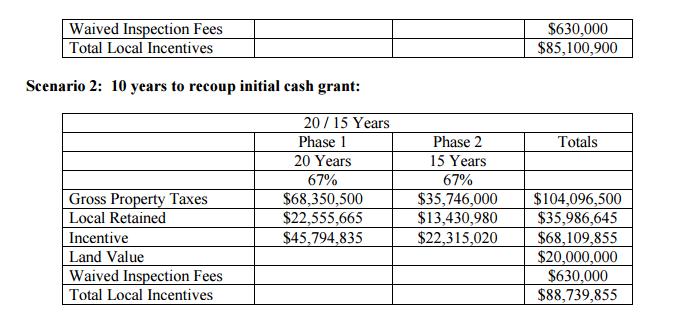 Waived Inspection Fees $630,000
Total Local Incentives $85,100,900
Scenario 2: 10 years to recoup initial cash grant:
20 / 15 Years
Phase 1 Phase 2 Totals
20 Years 15 Years
67% 67%
Gross Property Taxes $68,350,500 $35,746,000 $104,096,500
Local Retained $22,555,665 $13,430,980 $35,986,645
Incentive $45,794,835 $22,315,020 $68,109,855
Land Value $20,000,000
Waived Inspection Fees $630,000
Total Local Incentives $88,739,855